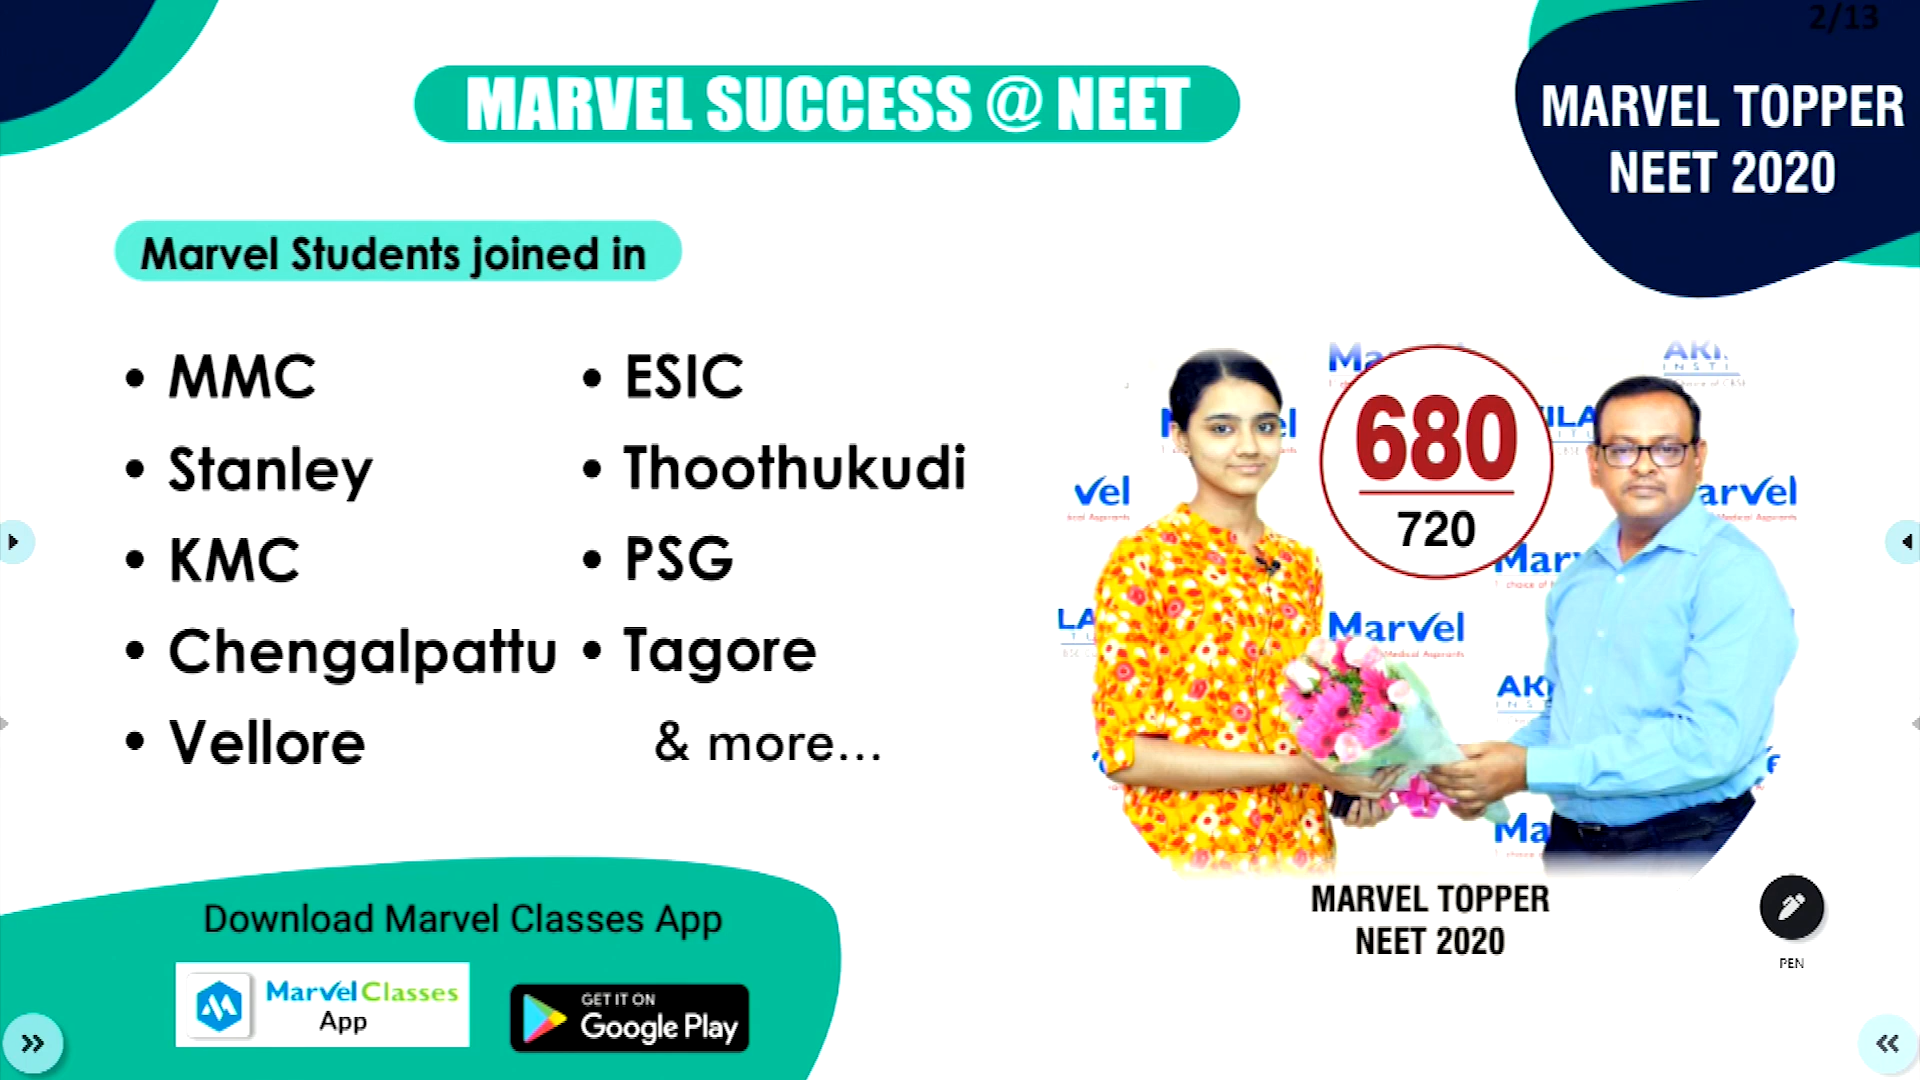 2/13
MARVEL SUCCESS @ NEET
MARVEL TOPPER
NEET 2020
Marvel Students joined in
• MMC
• Stanley
• KMC
• Chengalpattu
• Vellore
• ESIC
• Thoothukudi
• PSG
• Tagore
& more...
680
720
Marvel
MARVEL TOPPER
NEET 2020
PEN
Download Marvel Classes App
Marvel Classes
App
GET IT ON
Google Play